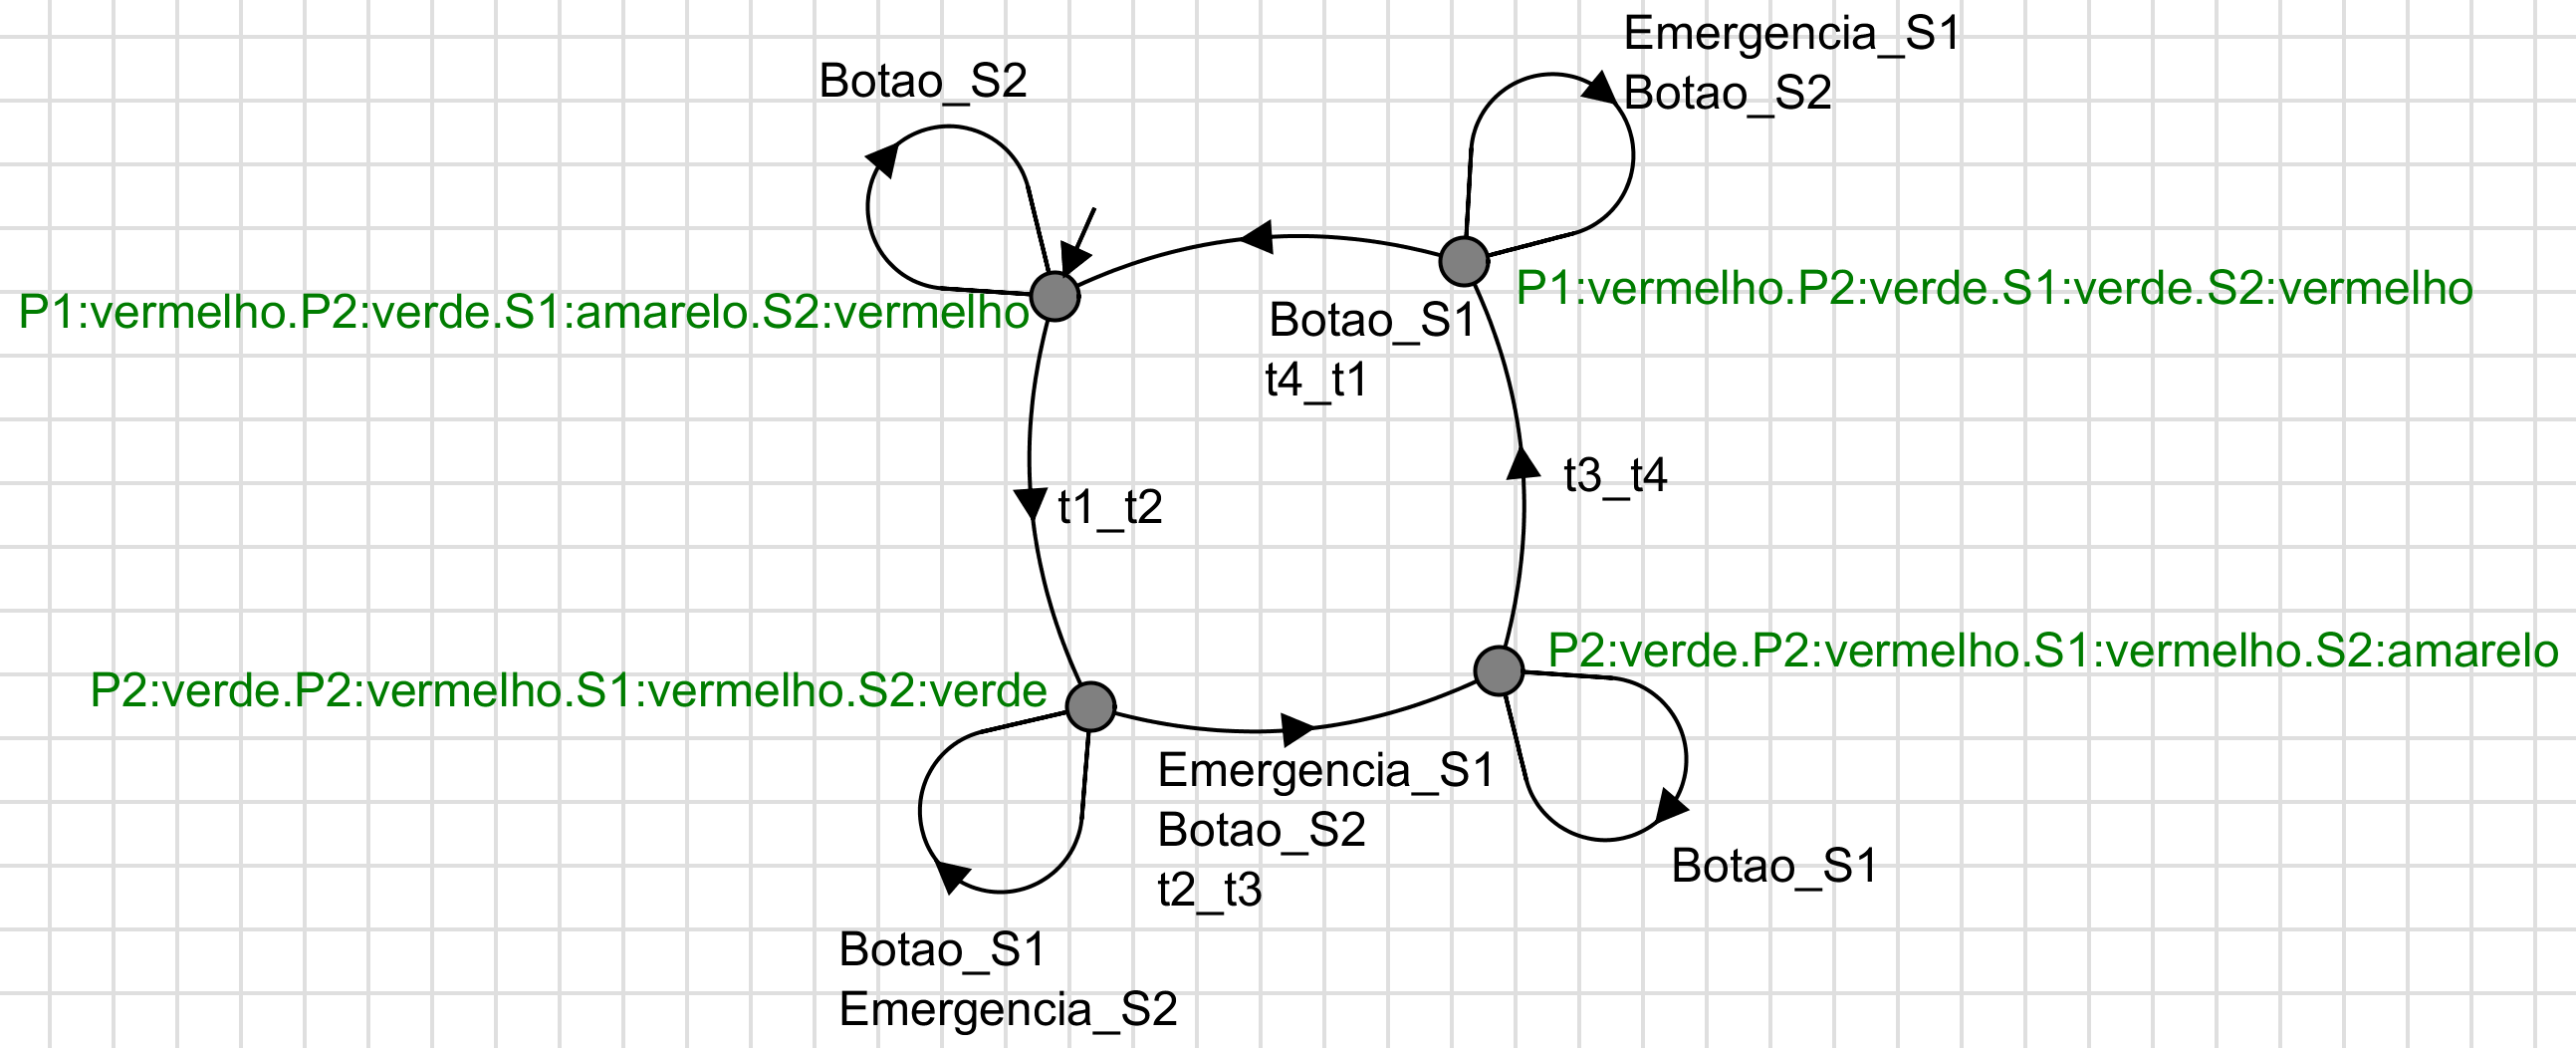 Emergencia_S1
Botao_S2
Botao_S2
P1:vermelho.P2:verde.S1:amarelo.S2:vermelho
P1:vermelho.P2:verde.S1:verde.S2:vermelho
Botao_S1
t4_t1
t3_t4
t1_t2
P2:verde.P2:vermelho.S1:vermelho.S2:amarelo
P2:verde.P2:vermelho.S1:vermelho.S2:verde
Emergencia_S1
Botao_S2
t2_t3
Botao_S1
Botao_S1
Emergencia_S2